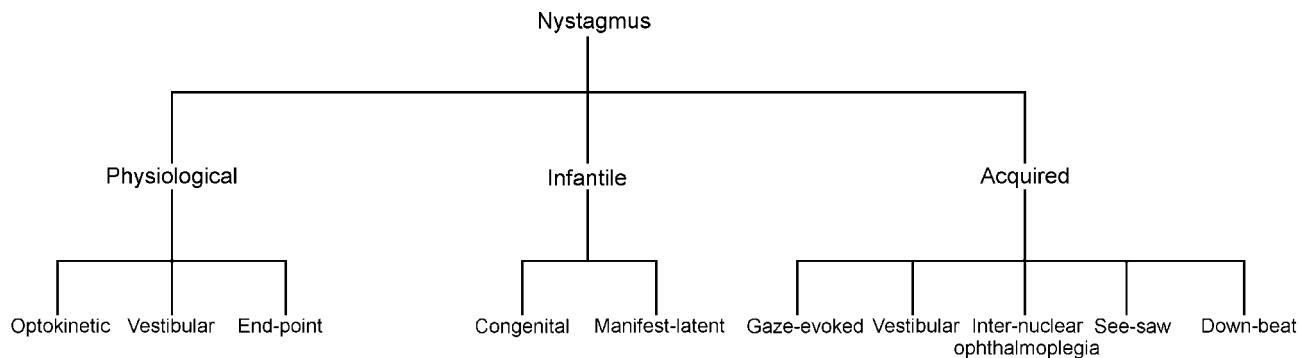 Nystagmus
Physiological Infantile Acquired
Optokinetic Vestibular End-point Congenital Manifest-latent Gaze-evoked Vestibular Inter-nuclear See-saw Down-beat
ophthalmoplegia